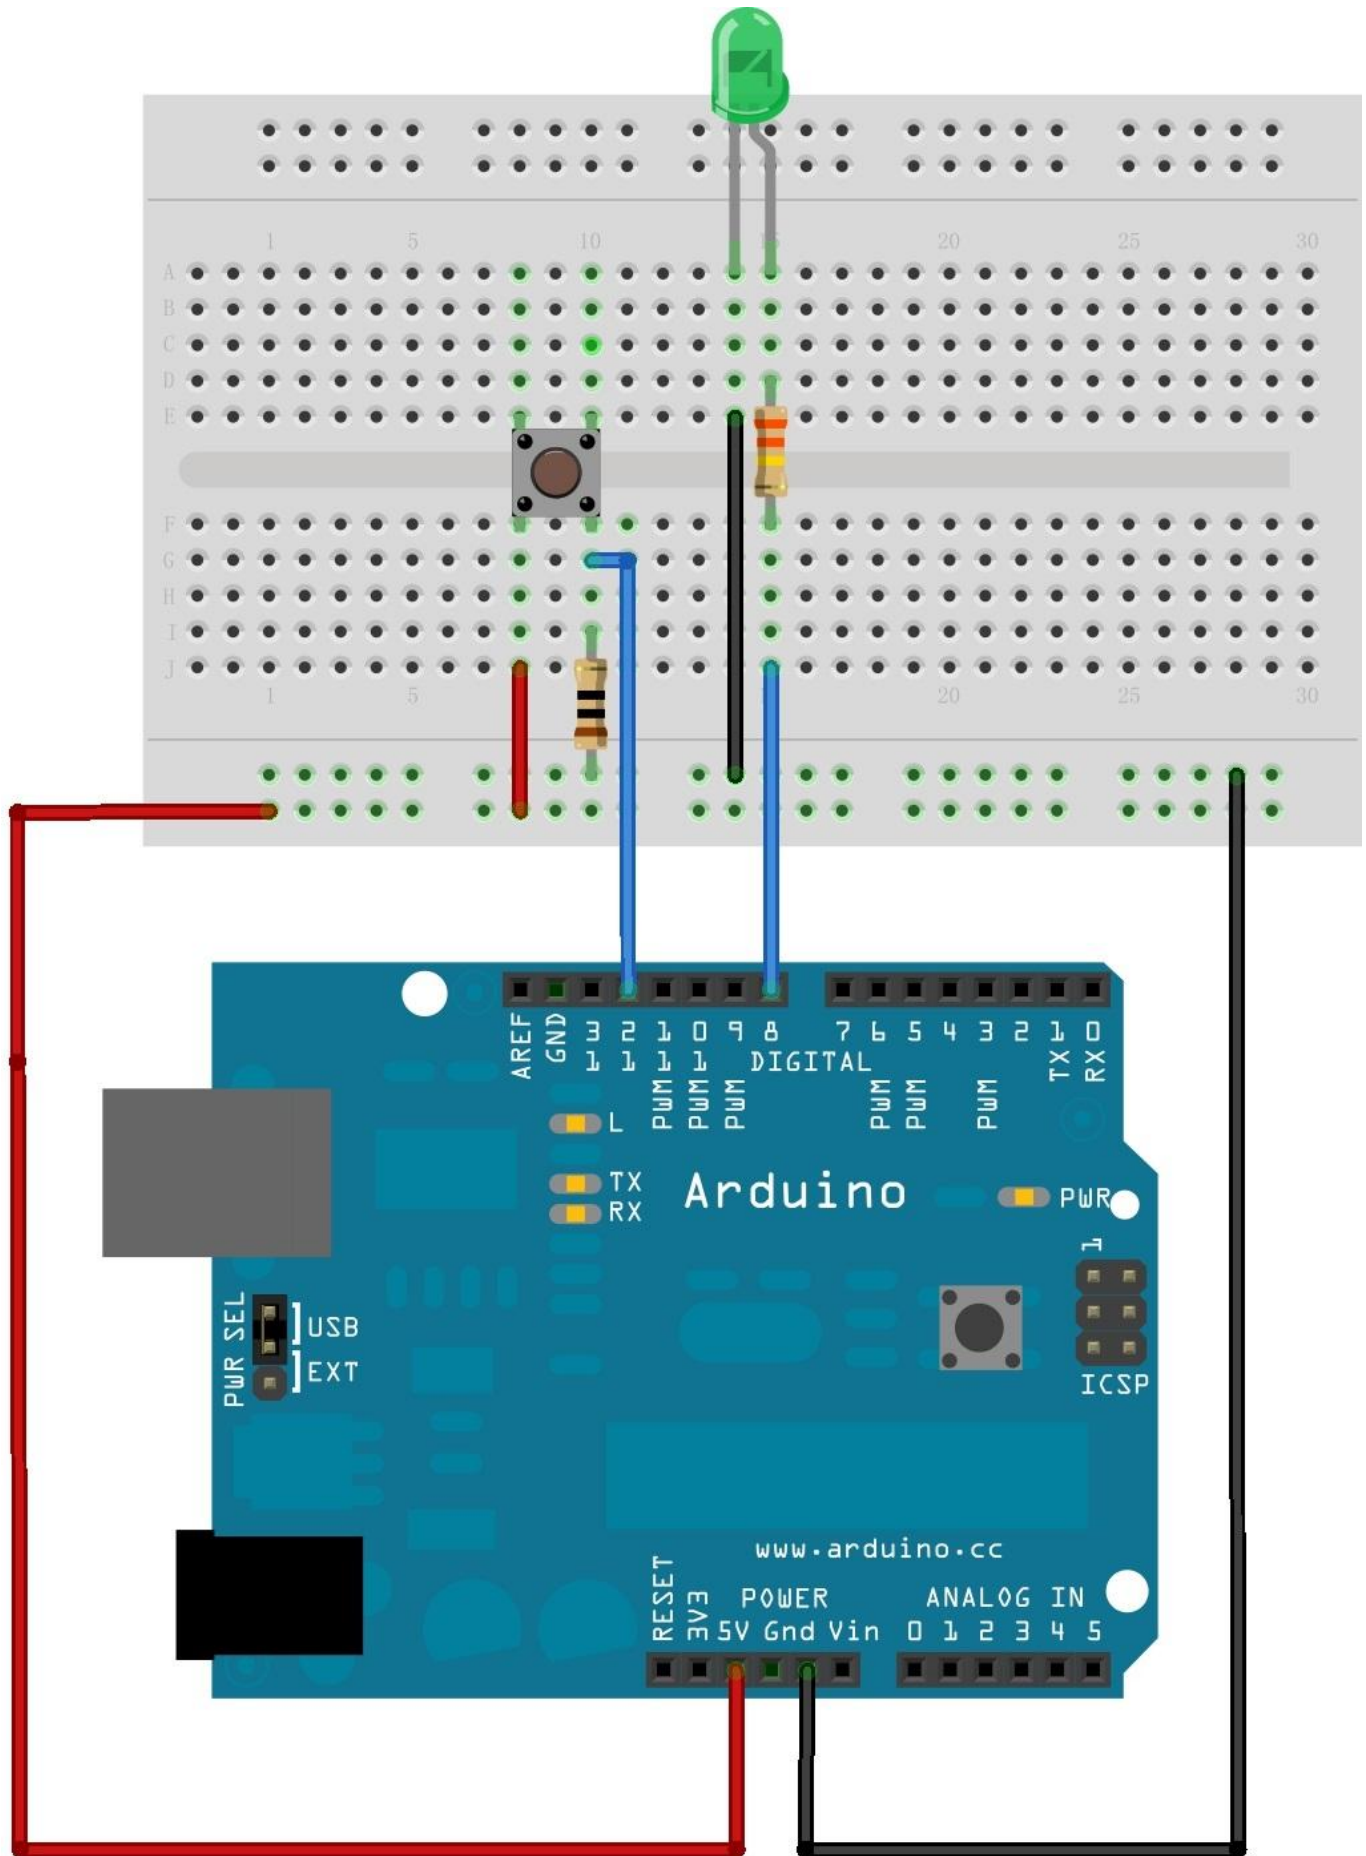 1 5 10 15 20 25 30
A
B
C
D
E
F
G
H
I
J
1 5 20 25 30
AREF GND 13 12 11 10 9 8 7 6 5 4 3 2 1 0
DIGITAL
PWM PWM PWM PWM PWM PWM TX RX
L
TX
RX
Arduino
PWR
1
ICSP
PWR SEL
USB
EXT
www.arduino.cc
POWER
ANALOG IN
RESET 3V3 5V Gnd Vin 0 1 2 3 4 5